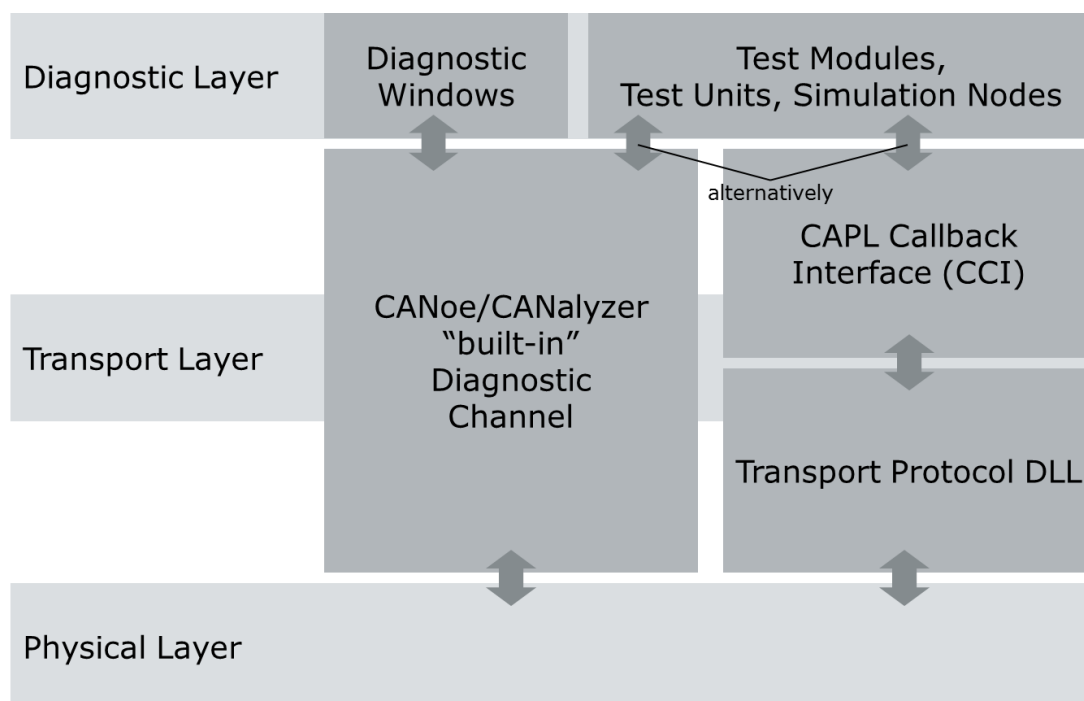 Diagnostic Layer
Diagnostic
Windows
Test Modules,
Test Units, Simulation Nodes
alternatively
CAPL Callback
Interface (CCI)
Transport Layer
CANoe/CANalyzer
“built-in”
Diagnostic
Channel
Transport Protocol DLL
Physical Layer